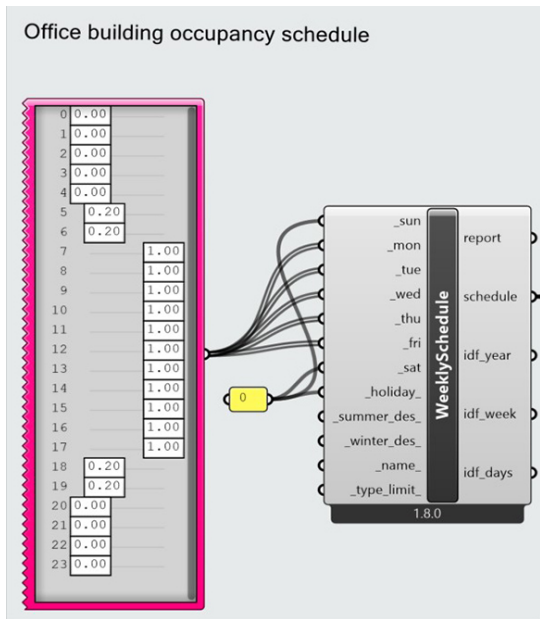 Office building occupancy schedule
0 0.00
1 0.00
2 0.00
3 0.00
4 0.00
5 0.20
6 0.20
7 1.00
8 1.00
9 1.00
10 1.00
11 1.00
12 1.00
13 1.00
14 1.00
15 1.00
16 1.00
17 1.00
18 0.20
19 0.20
20 0.00
21 0.00
22 0.00
23 0.00
0
_sun
_mon
_tue
_wed
_thu
_fri
_sat
_holiday_
_summer_des_
_winter_des_
_name_
_type_limit_
WeeklySchedule
report
schedule
idf_year
idf_week
idf_days
1.8.0